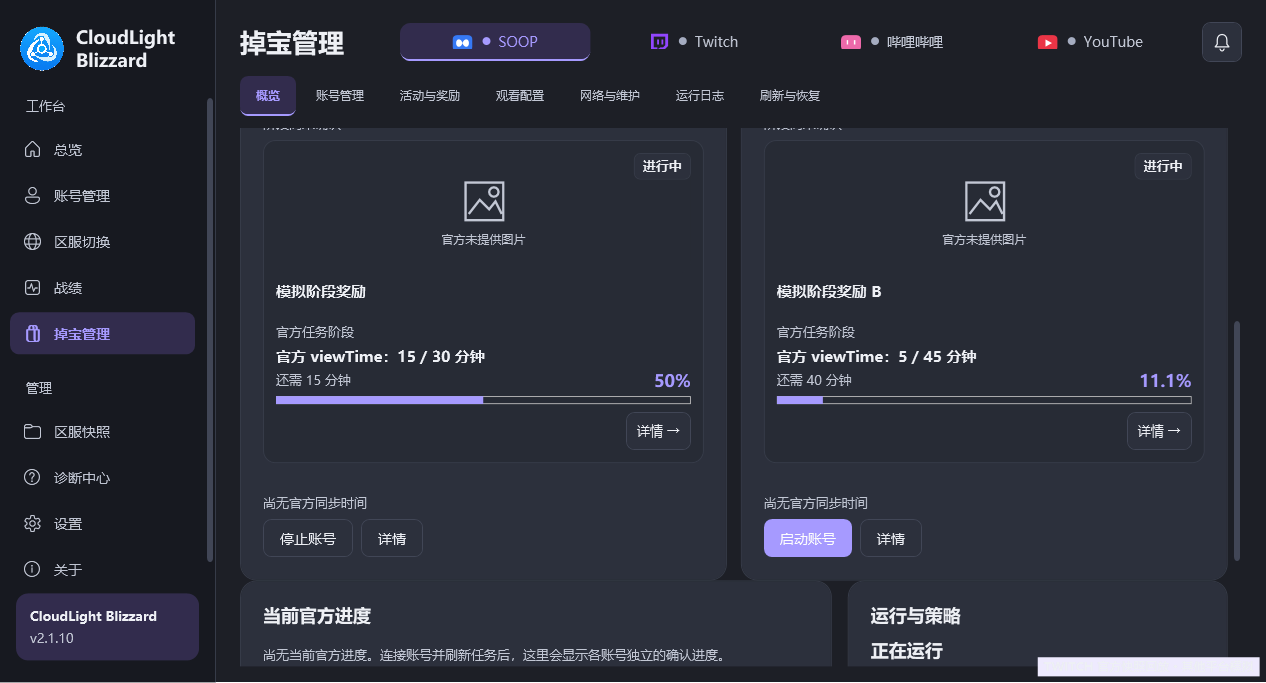 CloudLight
Blizzard
工作台
总览
账号管理
区服切换
战绩
掉宝管理
管理
区服快照
诊断中心
设置
关于
CloudLight Blizzard
v2.1.10
掉宝管理
SOOP
Twitch
哔哩哔哩
YouTube
概览
账号管理
活动与奖励
观看配置
网络与维护
运行日志
刷新与恢复
进行中
官方未提供图片
模拟阶段奖励
官方任务阶段
官方 viewTime：15 / 30 分钟
还需 15 分钟
50%
详情→
尚无官方同步时间
停止账号
详情
进行中
官方未提供图片
模拟阶段奖励 B
官方任务阶段
官方 viewTime：5 / 45 分钟
还需 40 分钟
11.1%
详情→
尚无官方同步时间
启动账号
详情
当前官方进度
尚无当前官方进度。连接账号并刷新任务后，这里会显示各账号独立的确认进度。
运行与策略
正在运行